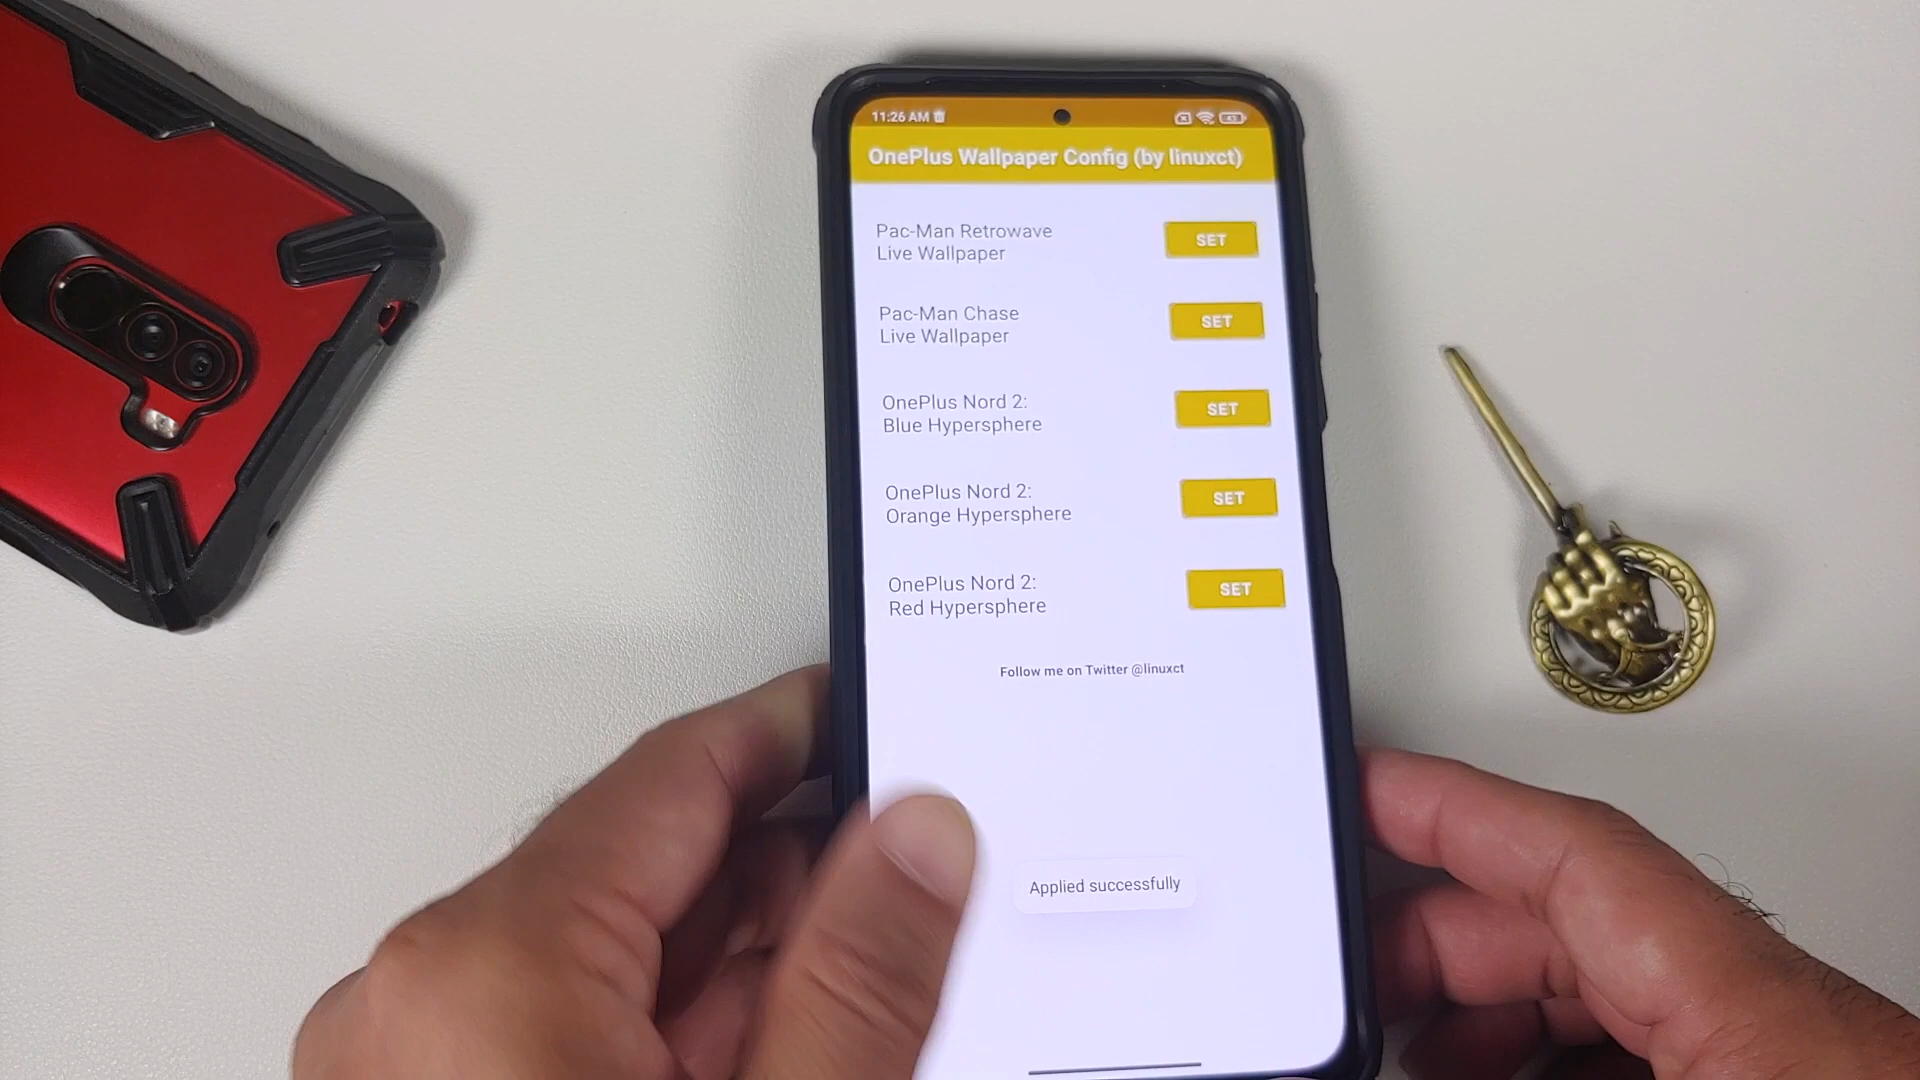 11:26 AM
OnePlus Wallpaper Config (by linuxct)
Pac-Man Retrowave
Live Wallpaper
SET
Pac-Man Chase
Live Wallpaper
SET
OnePlus Nord 2:
Blue Hypersphere
SET
OnePlus Nord 2:
Orange Hypersphere
SET
OnePlus Nord 2:
Red Hypersphere
SET
Follow me on Twitter @linuxct
Applied successfully